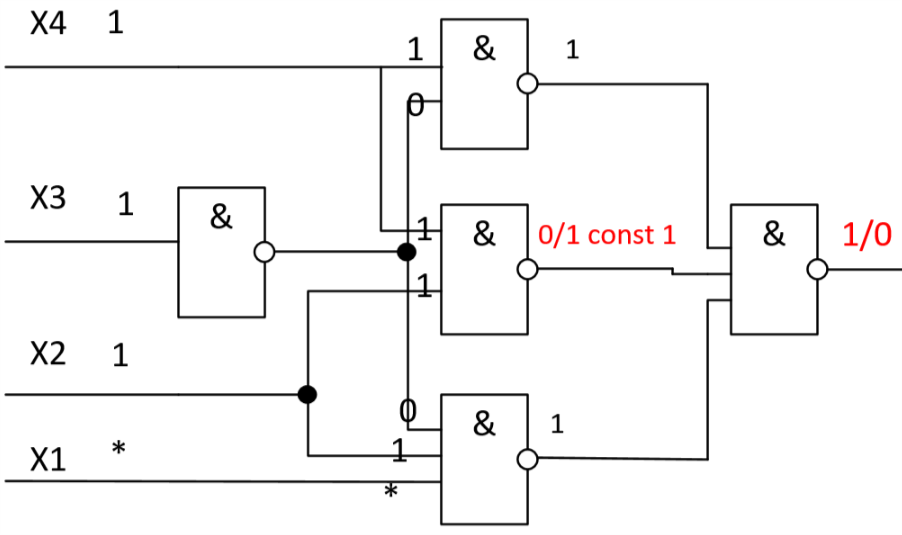 X4 1
1 & 1
0
X3 1
&
1 & 0/1 const 1
& 1/0
1
X2 1
0 & 1
1
X1 *
*